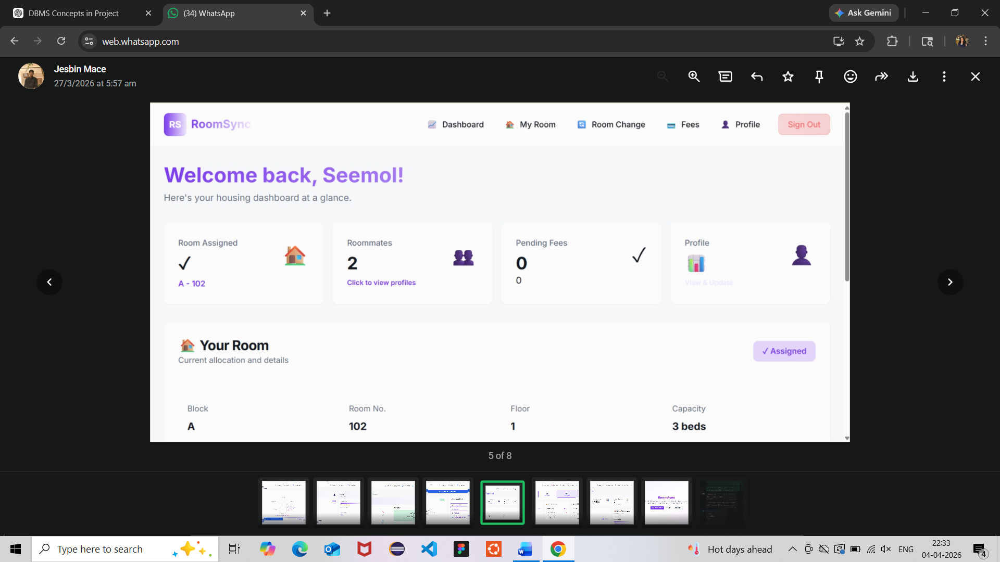 DBMS Concepts in Project
(34) WhatsApp
Ask Gemini
web.whatsapp.com
Jesbin Mace
27/3/2026 at 5:57 am
RS RoomSync
Dashboard
My Room
Room Change
Fees
Profile
Sign Out
Welcome back, Seemol!
Here's your housing dashboard at a glance.
Room Assigned
✓
A - 102
Roommates
2
Click to view profiles
Pending Fees
0
0
Profile
View & Update
Your Room
Current allocation and details
✓ Assigned
Block
A
Room No.
102
Floor
1
Capacity
3 beds
5 of 8
RoomSync
Type here to search
Hot days ahead
ENG
22:33
04-04-2026
4